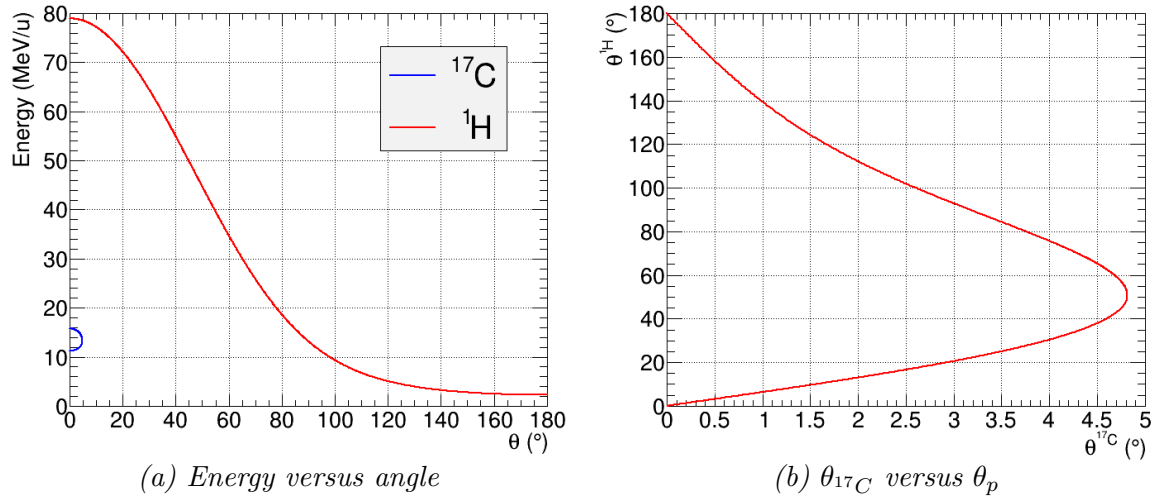 Energy (MeV/u)
80
70
60
50
40
30
20
10
0
¹⁷C
¹H
0 20 40 60 80 100 120 140 160 180
θ (°)
(a) Energy versus angle
θ¹H (°)
180
160
140
120
100
80
60
40
20
0
0 0.5 1 1.5 2 2.5 3 3.5 4 4.5 5
θ¹⁷C (°)
(b) θ₁₇C versus θp